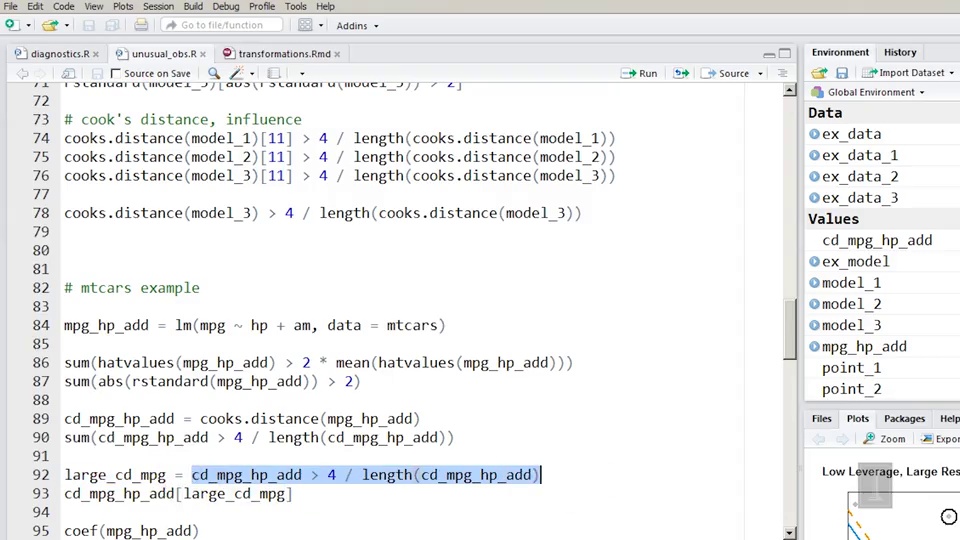 File Edit Code View Plots Session Build Debug Profile Tools Help
Go to file/function
Addins
diagnostics.R
unusual_obs.R
transformations.Rmd
Source on Save
Run
Source
72
73 # cook's distance, influence
74 cooks.distance(model_1)[11] > 4 / length(cooks.distance(model_1))
75 cooks.distance(model_2)[11] > 4 / length(cooks.distance(model_2))
76 cooks.distance(model_3)[11] > 4 / length(cooks.distance(model_3))
77
78 cooks.distance(model_3) > 4 / length(cooks.distance(model_3))
79
80
81
82 # mtcars example
83
84 mpg_hp_add = lm(mpg ~ hp + am, data = mtcars)
85
86 sum(hatvalues(mpg_hp_add) > 2 * mean(hatvalues(mpg_hp_add)))
87 sum(abs(rstandard(mpg_hp_add)) > 2)
88
89 cd_mpg_hp_add = cooks.distance(mpg_hp_add)
90 sum(cd_mpg_hp_add > 4 / length(cd_mpg_hp_add))
91
92 large_cd_mpg = cd_mpg_hp_add > 4 / length(cd_mpg_hp_add)
93 cd_mpg_hp_add[large_cd_mpg]
94
95 coef(mpg_hp_add)
Environment History
Import Dataset
Global Environment
Data
ex_data
ex_data_1
ex_data_2
ex_data_3
Values
cd_mpg_hp_add
ex_model
model_1
model_2
model_3
mpg_hp_add
point_1
point_2
Files Plots Packages
Zoom
Low Leverage, Large